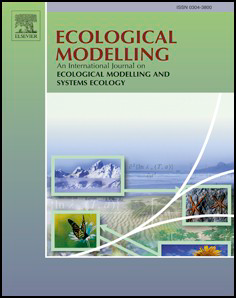 ISSN 0304-3800
ELSEVIER
ECOLOGICAL
MODELLING
An International Journal on
ECOLOGICAL MODELLING AND
SYSTEMS ECOLOGY